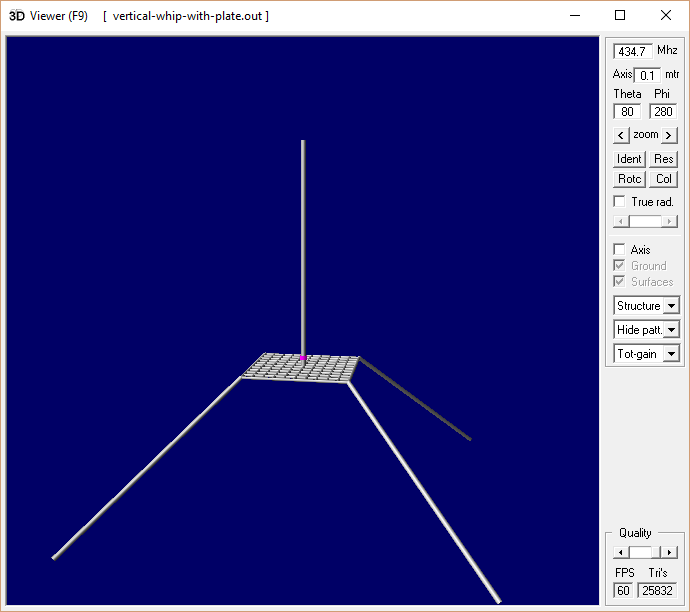 3D Viewer (F9) [ vertical-whip-with-plate.out ]
434.7 Mhz
Axis 0.1 mtr
Theta Phi
80 280
< zoom >
Ident Res
Rotc Col
True rad.
Axis
Ground
Surfaces
Structure
Hide patt.
Tot-gain
Quality
FPS Tri's
60 25832